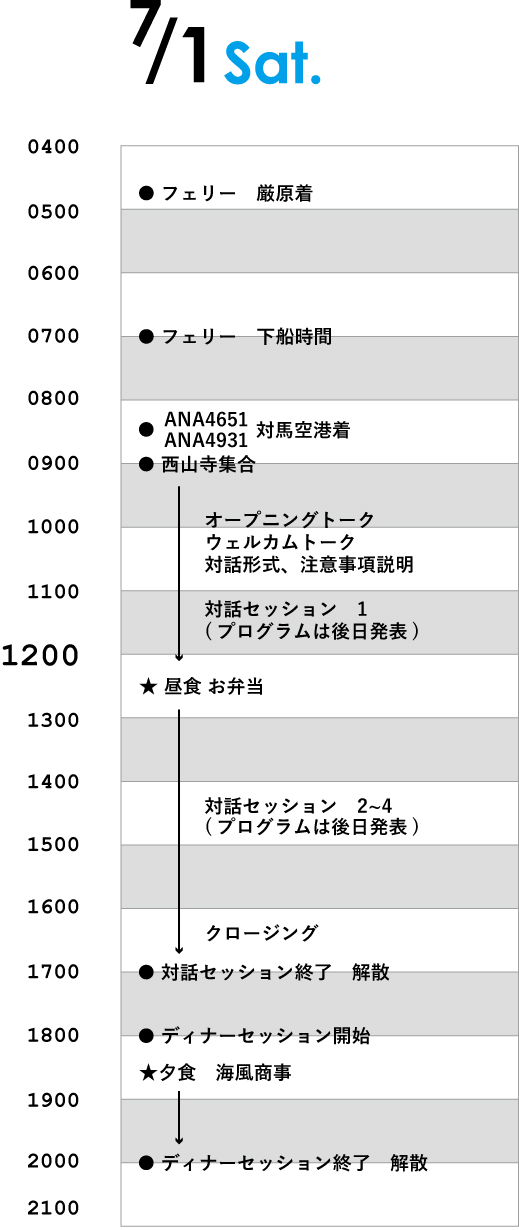 7/1 Sat.
0400
● フェリー　厳原着
0500
0600
0700
● フェリー　下船時間
0800
● ANA4651
ANA4931 対馬空港着
0900
● 西山寺集合
オープニングトーク
1000
ウェルカムトーク
対話形式、注意事項説明
1100
対話セッション　1
( プログラムは後日発表 )
1200
★ 昼食 お弁当
1300
1400
対話セッション　2~4
( プログラムは後日発表 )
1500
1600
クロージング
1700
● 対話セッション終了　解散
1800
● ディナーセッション開始
★夕食　海風商事
1900
2000
● ディナーセッション終了　解散
2100